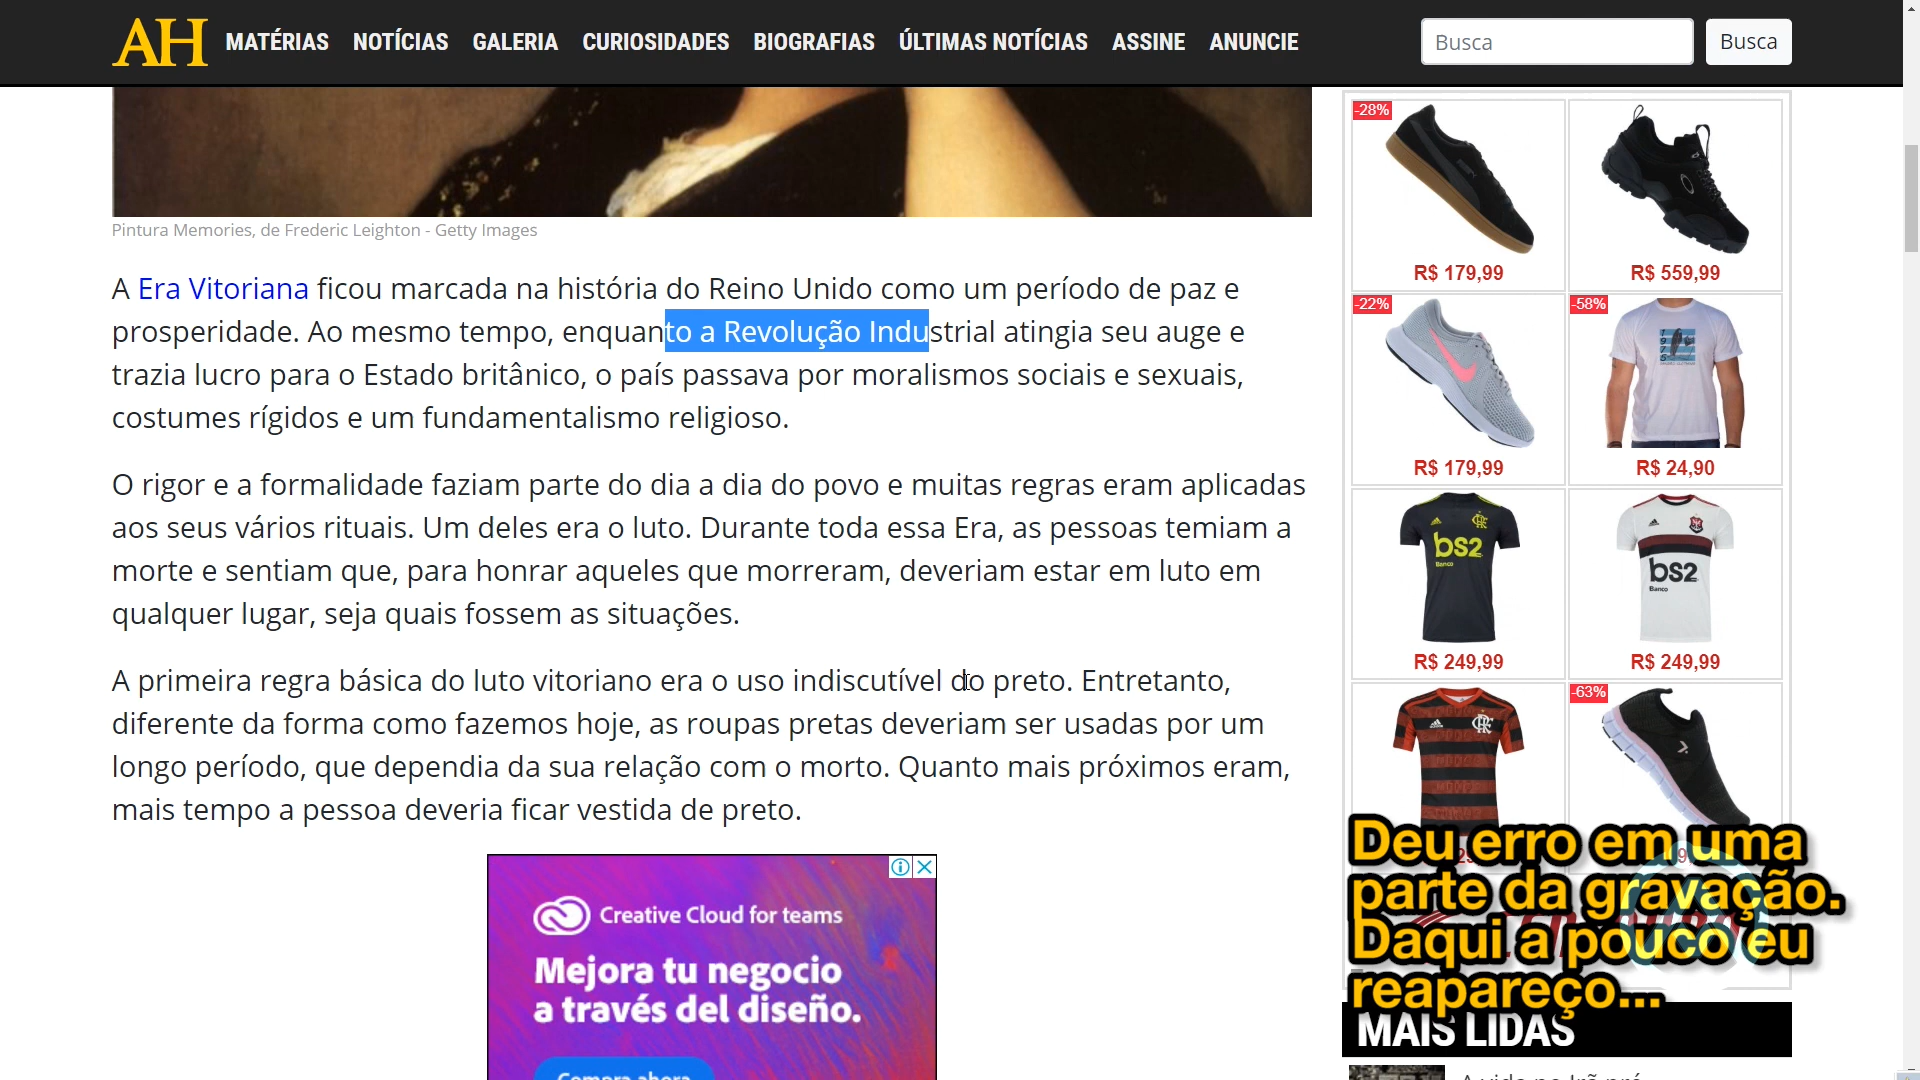 AH MATÉRIAS NOTÍCIAS GALERIA CURIOSIDADES BIOGRAFIAS ÚLTIMAS NOTÍCIAS ASSINE ANUNCIE Busca Busca
Pintura Memories, de Frederic Leighton - Getty Images
A Era Vitoriana ficou marcada na história do Reino Unido como um período de paz e
prosperidade. Ao mesmo tempo, enquanto a Revolução Industrial atingia seu auge e
trazia lucro para o Estado britânico, o país passava por moralismos sociais e sexuais,
costumes rígidos e um fundamentalismo religioso.
O rigor e a formalidade faziam parte do dia a dia do povo e muitas regras eram aplicadas
aos seus vários rituais. Um deles era o luto. Durante toda essa Era, as pessoas temiam a
morte e sentiam que, para honrar aqueles que morreram, deveriam estar em luto em
qualquer lugar, seja quais fossem as situações.
A primeira regra básica do luto vitoriano era o uso indiscutível do preto. Entretanto,
diferente da forma como fazemos hoje, as roupas pretas deveriam ser usadas por um
longo período, que dependia da sua relação com o morto. Quanto mais próximos eram,
mais tempo a pessoa deveria ficar vestida de preto.
Creative Cloud for teams
Mejora tu negocio
a través del diseño.
Compra ahora
-28%
R$ 179,99 R$ 559,99
-22% -58%
R$ 179,99 R$ 24,90
bs2
Banco
bs2
Banco
R$ 249,99 R$ 249,99
-63%
Deu erro em uma
parte da gravação.
Daqui a pouco eu
reapareço...
MAIS LIDAS